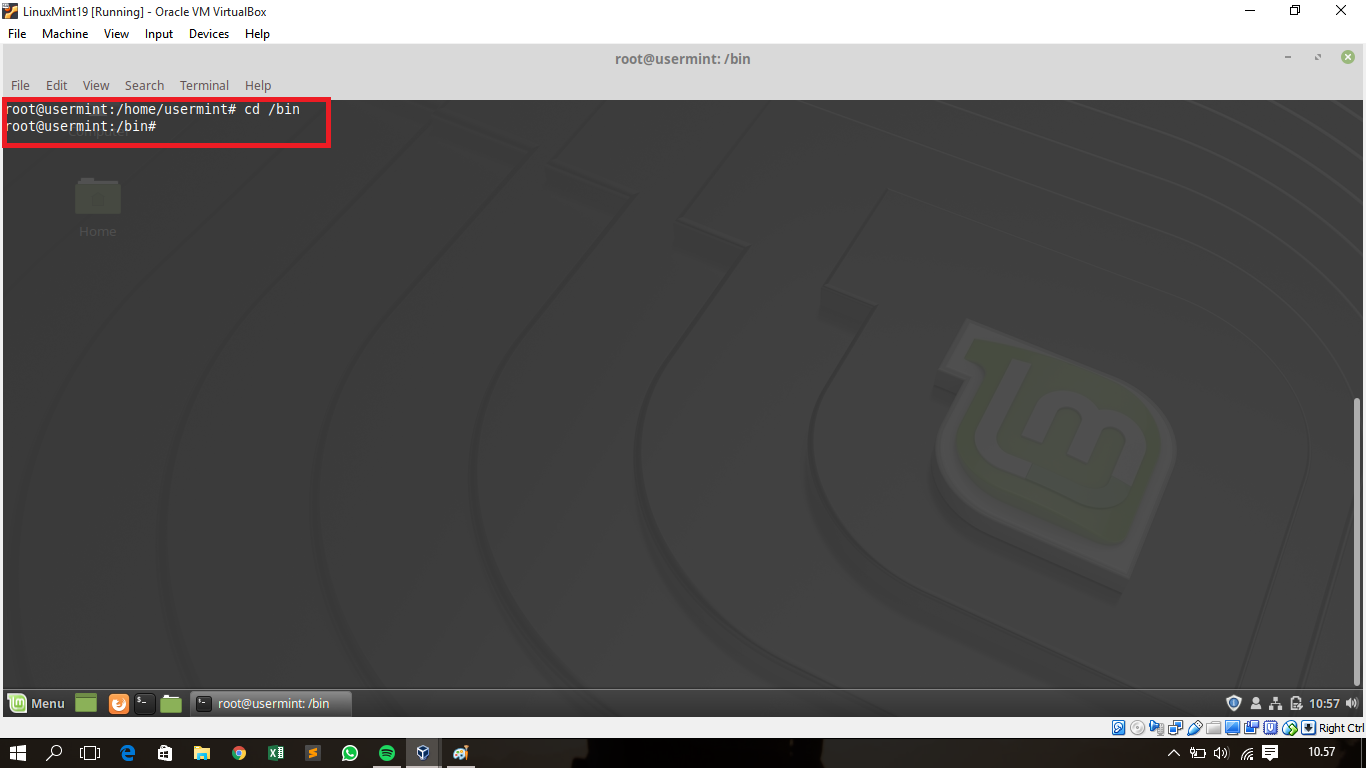 LinuxMint19 [Running] - Oracle VM VirtualBox
File Machine View Input Devices Help
root@usermint: /bin
File Edit View Search Terminal Help
root@usermint:/home/usermint# cd /bin
root@usermint:/bin#
Computer
Home
Menu root@usermint: /bin 10:57
Right Ctrl
10.57